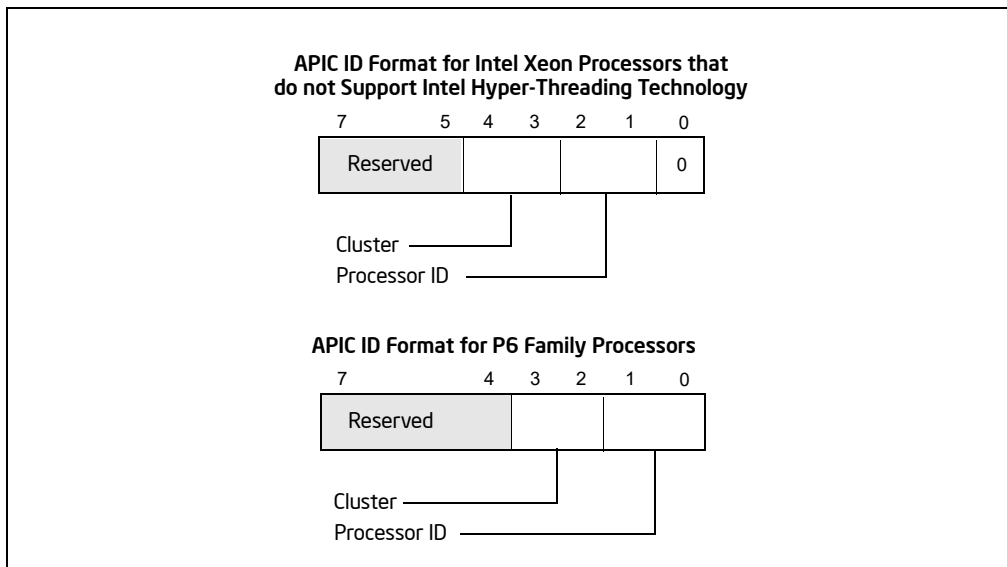 APIC ID Format for Intel Xeon Processors that
do not Support Intel Hyper-Threading Technology
7 5 4 3 2 1 0
Reserved 0
Cluster
Processor ID
APIC ID Format for P6 Family Processors
7 4 3 2 1 0
Reserved
Cluster
Processor ID